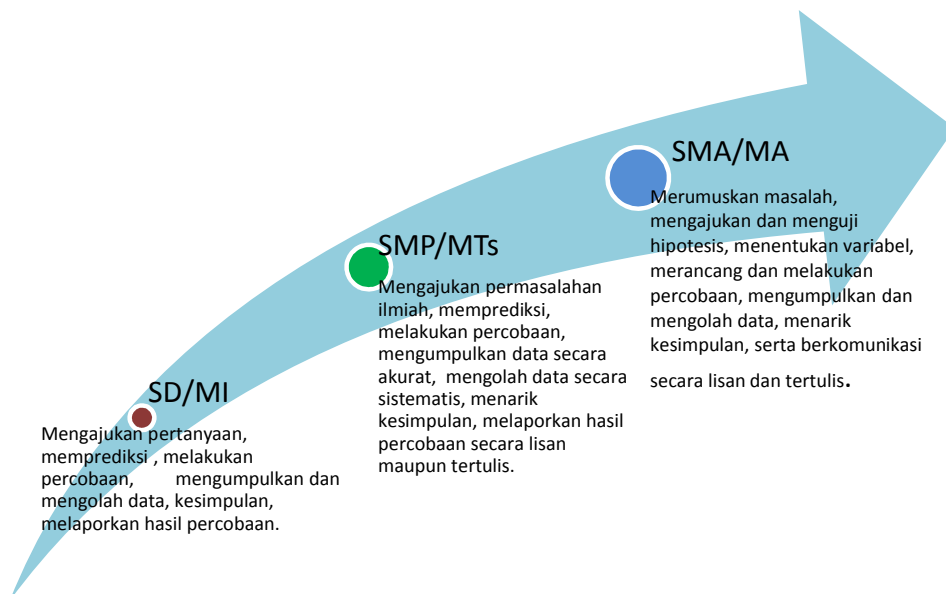 SD/MI
Mengajukan pertanyaan,
memprediksi , melakukan
percobaan, mengumpulkan dan
mengolah data, kesimpulan,
melaporkan hasil percobaan.
SMP/MTs
Mengajukan permasalahan
ilmiah, memprediksi,
melakukan percobaan,
mengumpulkan data secara
akurat, mengolah data secara
sistematis, menarik
kesimpulan, melaporkan hasil
percobaan secara lisan
maupun tertulis.
SMA/MA
Merumuskan masalah,
mengajukan dan menguji
hipotesis, menentukan variabel,
merancang dan melakukan
percobaan, mengumpulkan dan
mengolah data, menarik
kesimpulan, serta berkomunikasi
secara lisan dan tertulis.